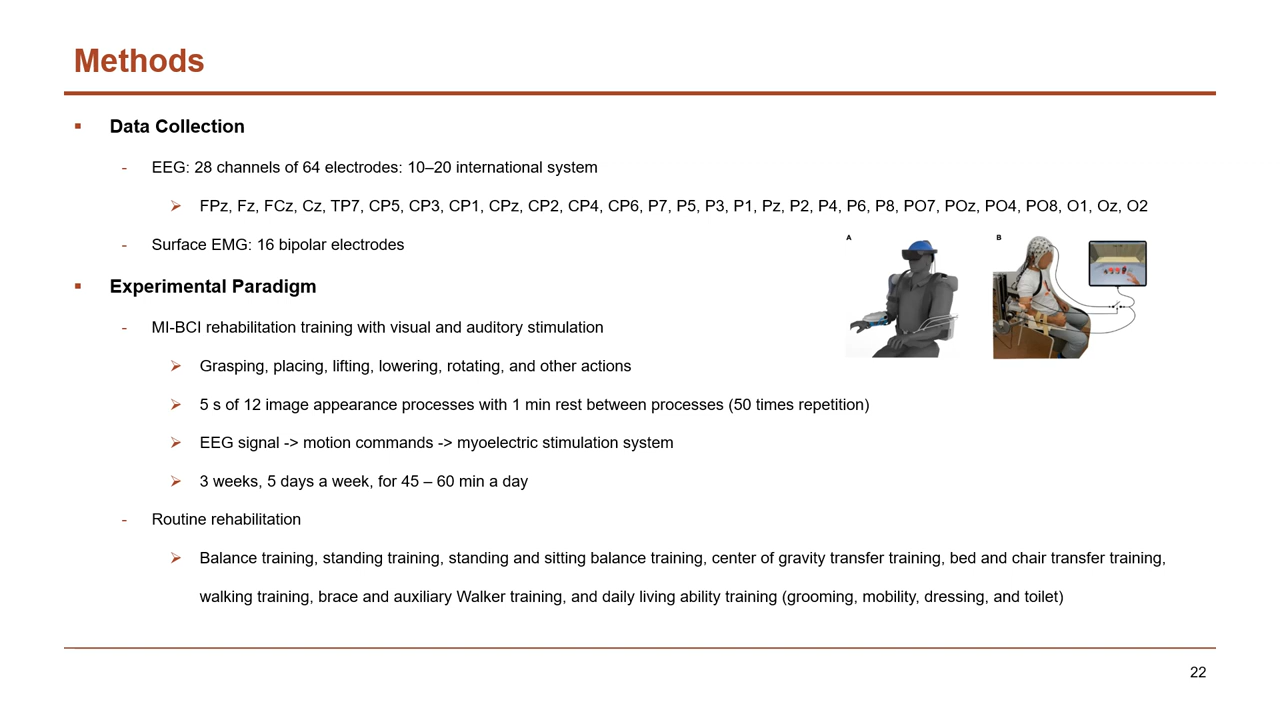 Methods
Data Collection
- EEG: 28 channels of 64 electrodes: 10–20 international system
FPz, Fz, FCz, Cz, TP7, CP5, CP3, CP1, CPz, CP2, CP4, CP6, P7, P5, P3, P1, Pz, P2, P4, P6, P8, PO7, POz, PO4, PO8, O1, Oz, O2
- Surface EMG: 16 bipolar electrodes
A B
Experimental Paradigm
- MI-BCI rehabilitation training with visual and auditory stimulation
Grasping, placing, lifting, lowering, rotating, and other actions
5 s of 12 image appearance processes with 1 min rest between processes (50 times repetition)
EEG signal -> motion commands -> myoelectric stimulation system
3 weeks, 5 days a week, for 45 – 60 min a day
- Routine rehabilitation
Balance training, standing training, standing and sitting balance training, center of gravity transfer training, bed and chair transfer training,
walking training, brace and auxiliary Walker training, and daily living ability training (grooming, mobility, dressing, and toilet)
22